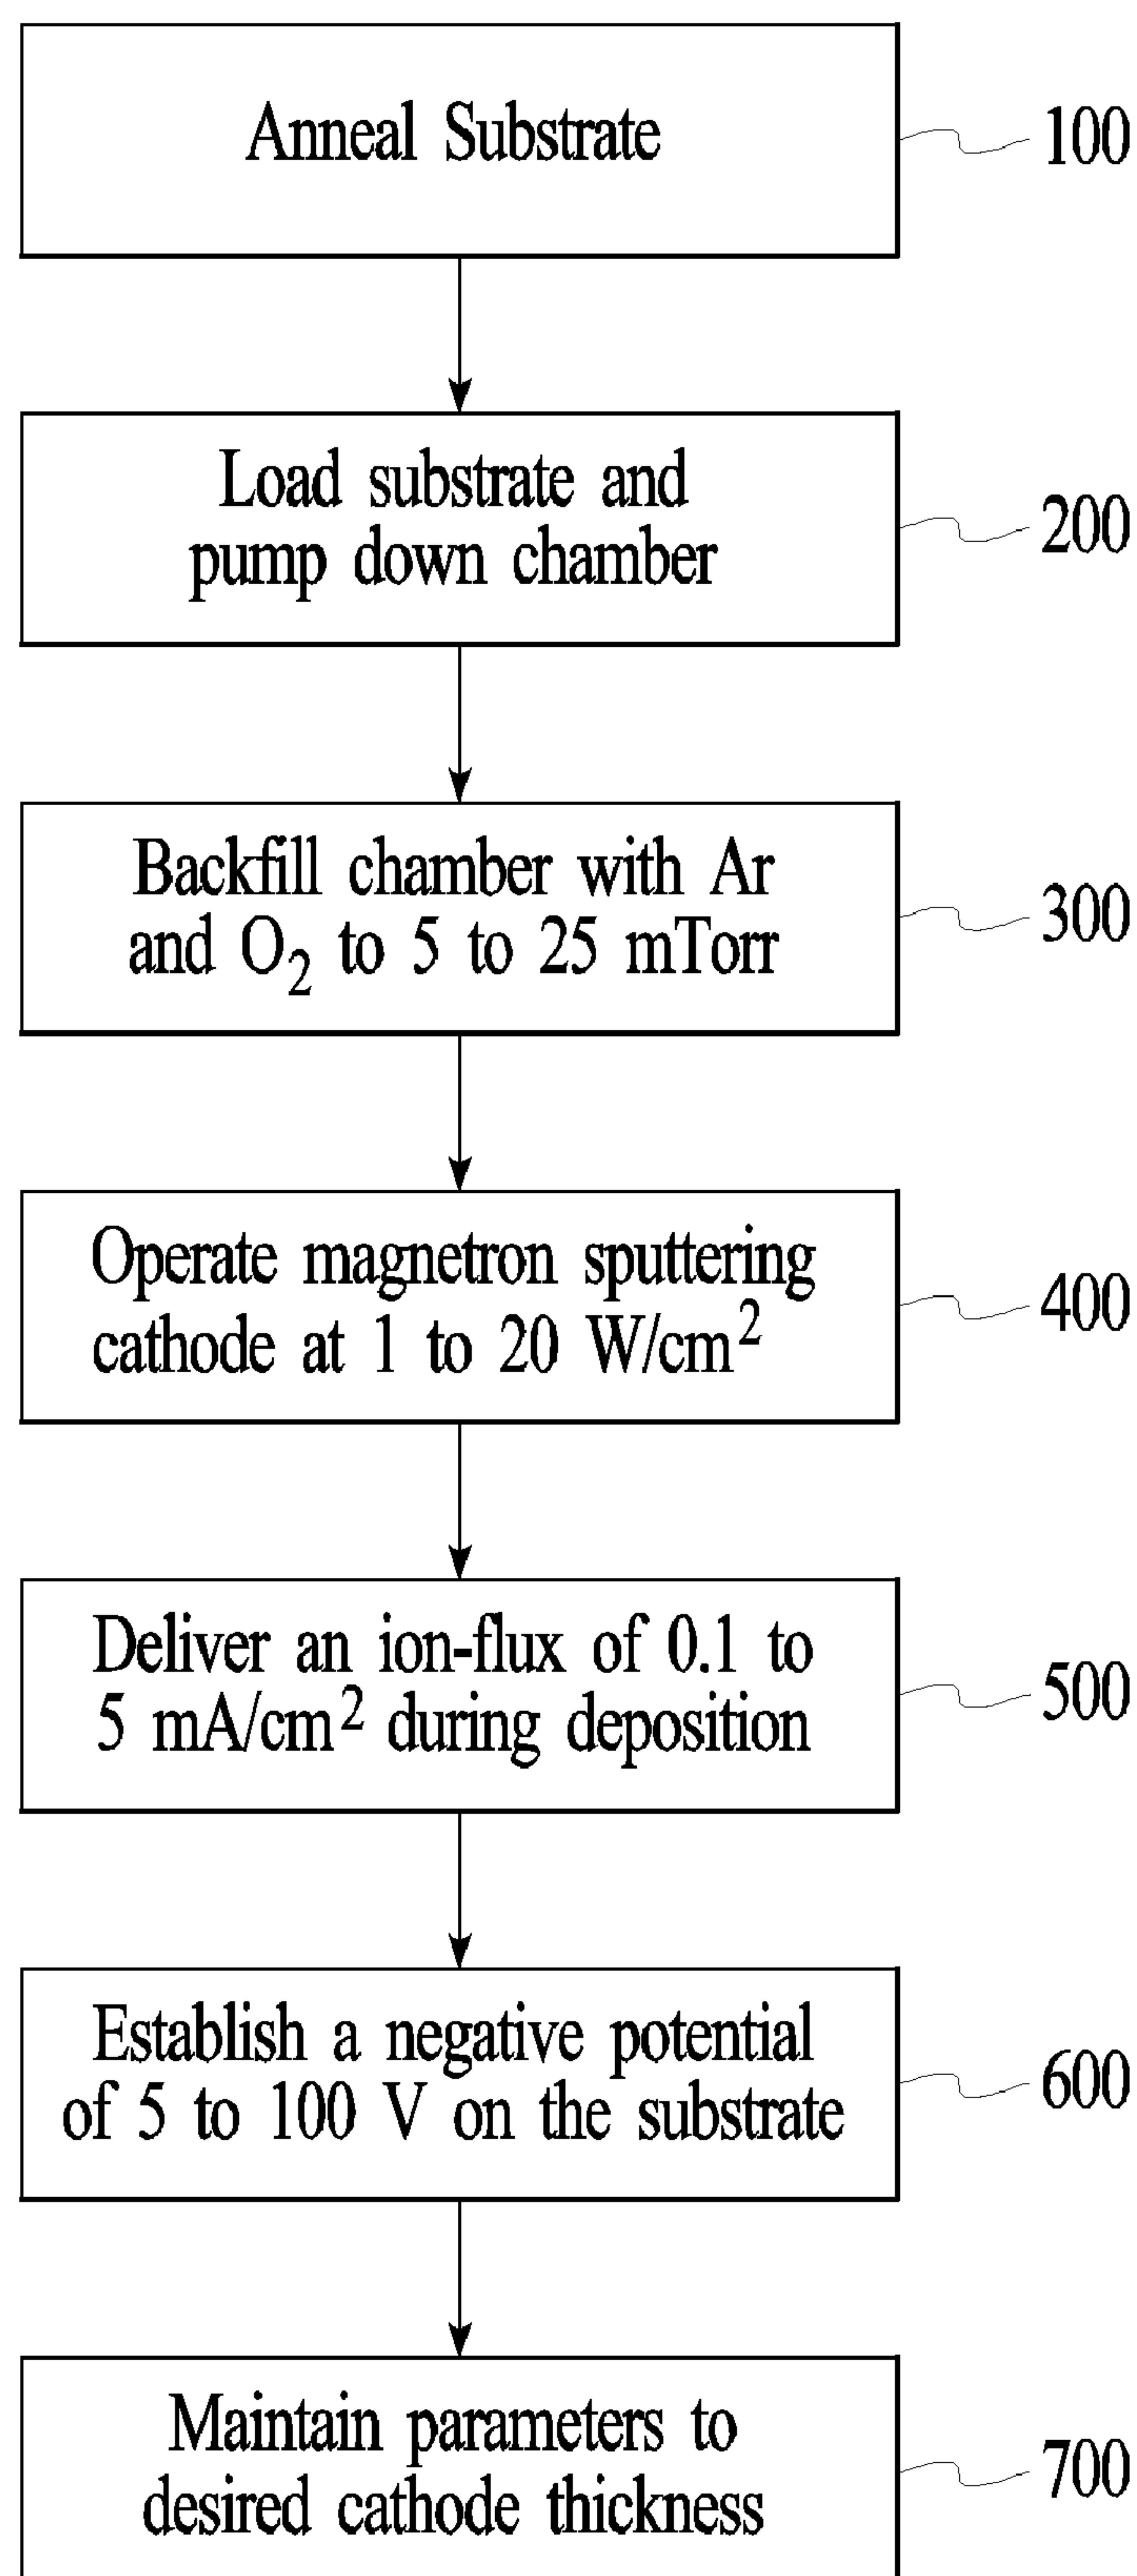 Anneal Substrate
100
Load substrate and
pump down chamber
200
Backfill chamber with Ar
and O₂ to 5 to 25 mTorr
300
Operate magnetron sputtering
cathode at 1 to 20 W/cm²
400
Deliver an ion-flux of 0.1 to
5 mA/cm² during deposition
500
Establish a negative potential
of 5 to 100 V on the substrate
600
Maintain parameters to
desired cathode thickness
700